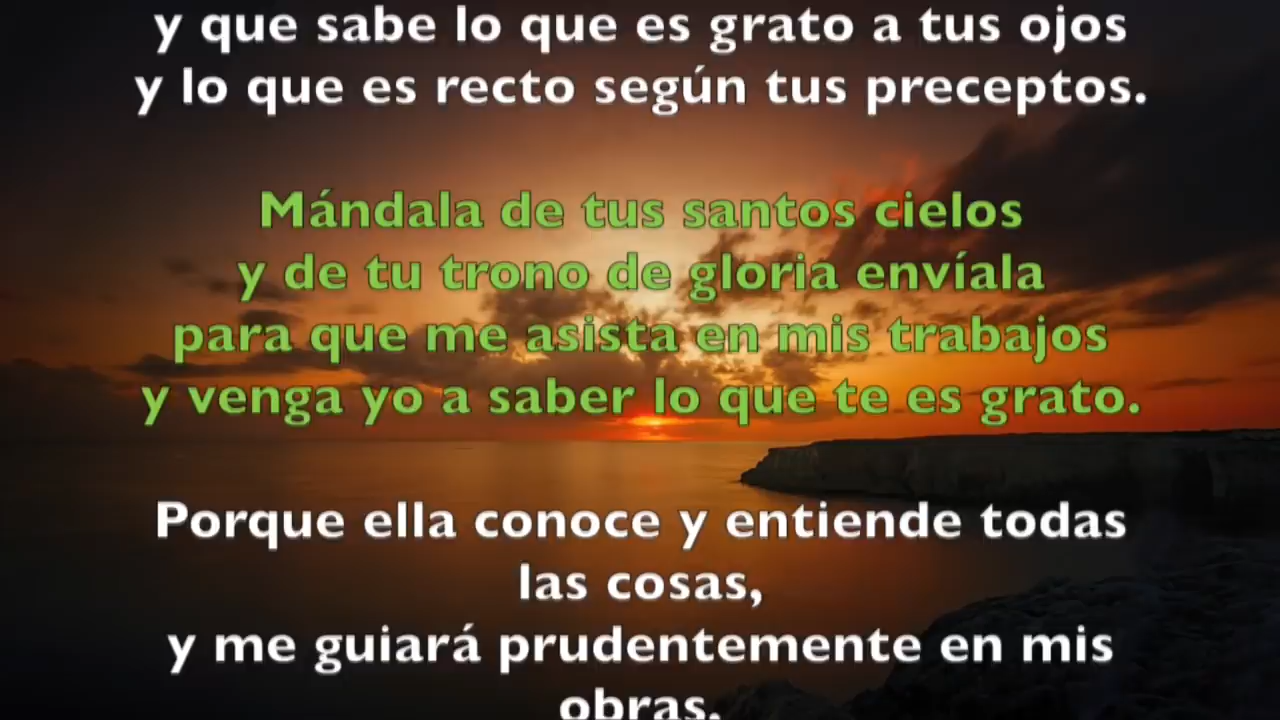 y que sabe lo que es grato a tus ojos
y lo que es recto según tus preceptos.
Mándala de tus santos cielos
y de tu trono de gloria envíala
para que me asista en mis trabajos
y venga yo a saber lo que te es grato.
Porque ella conoce y entiende todas
las cosas,
y me guiará prudentemente en mis
obras.